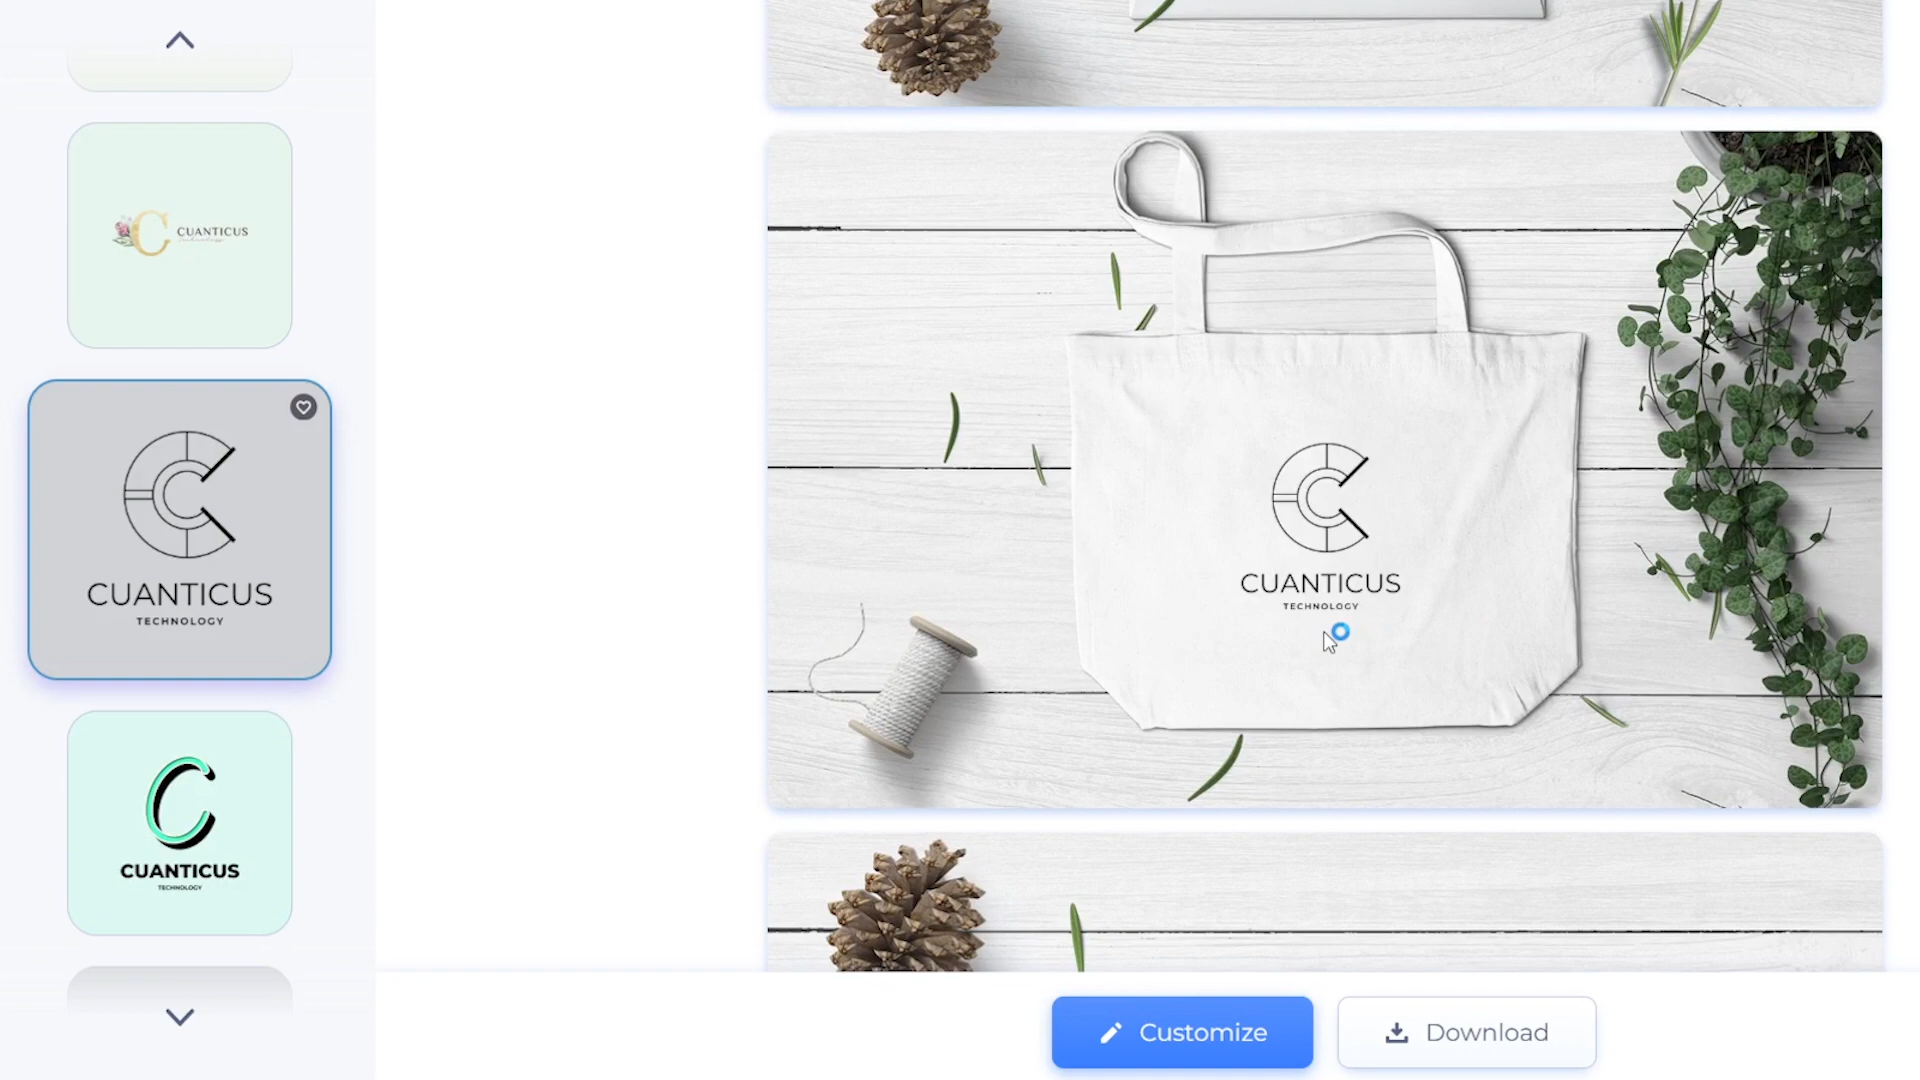 CUANTICUS
CUANTICUS
TECHNOLOGY
CUANTICUS
TECHNOLOGY
CUANTICUS
TECHNOLOGY
Customize
Download